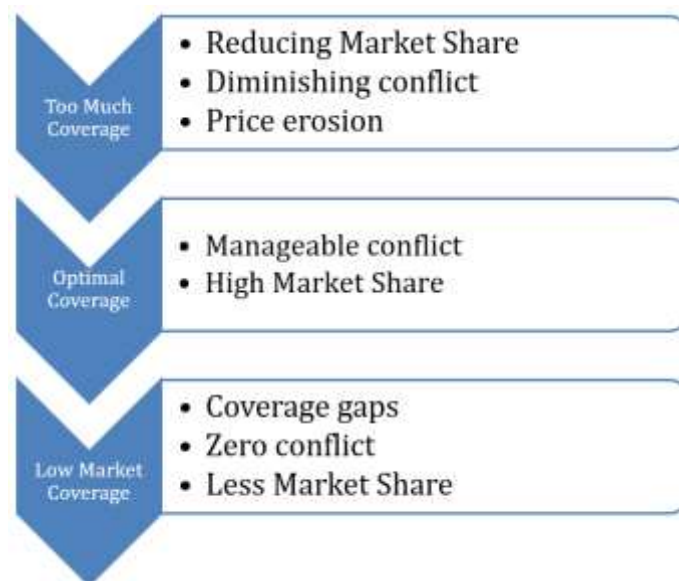 Too Much
Coverage
• Reducing Market Share
• Diminishing conflict
• Price erosion
Optimal
Coverage
• Manageable conflict
• High Market Share
Low Market
Coverage
• Coverage gaps
• Zero conflict
• Less Market Share